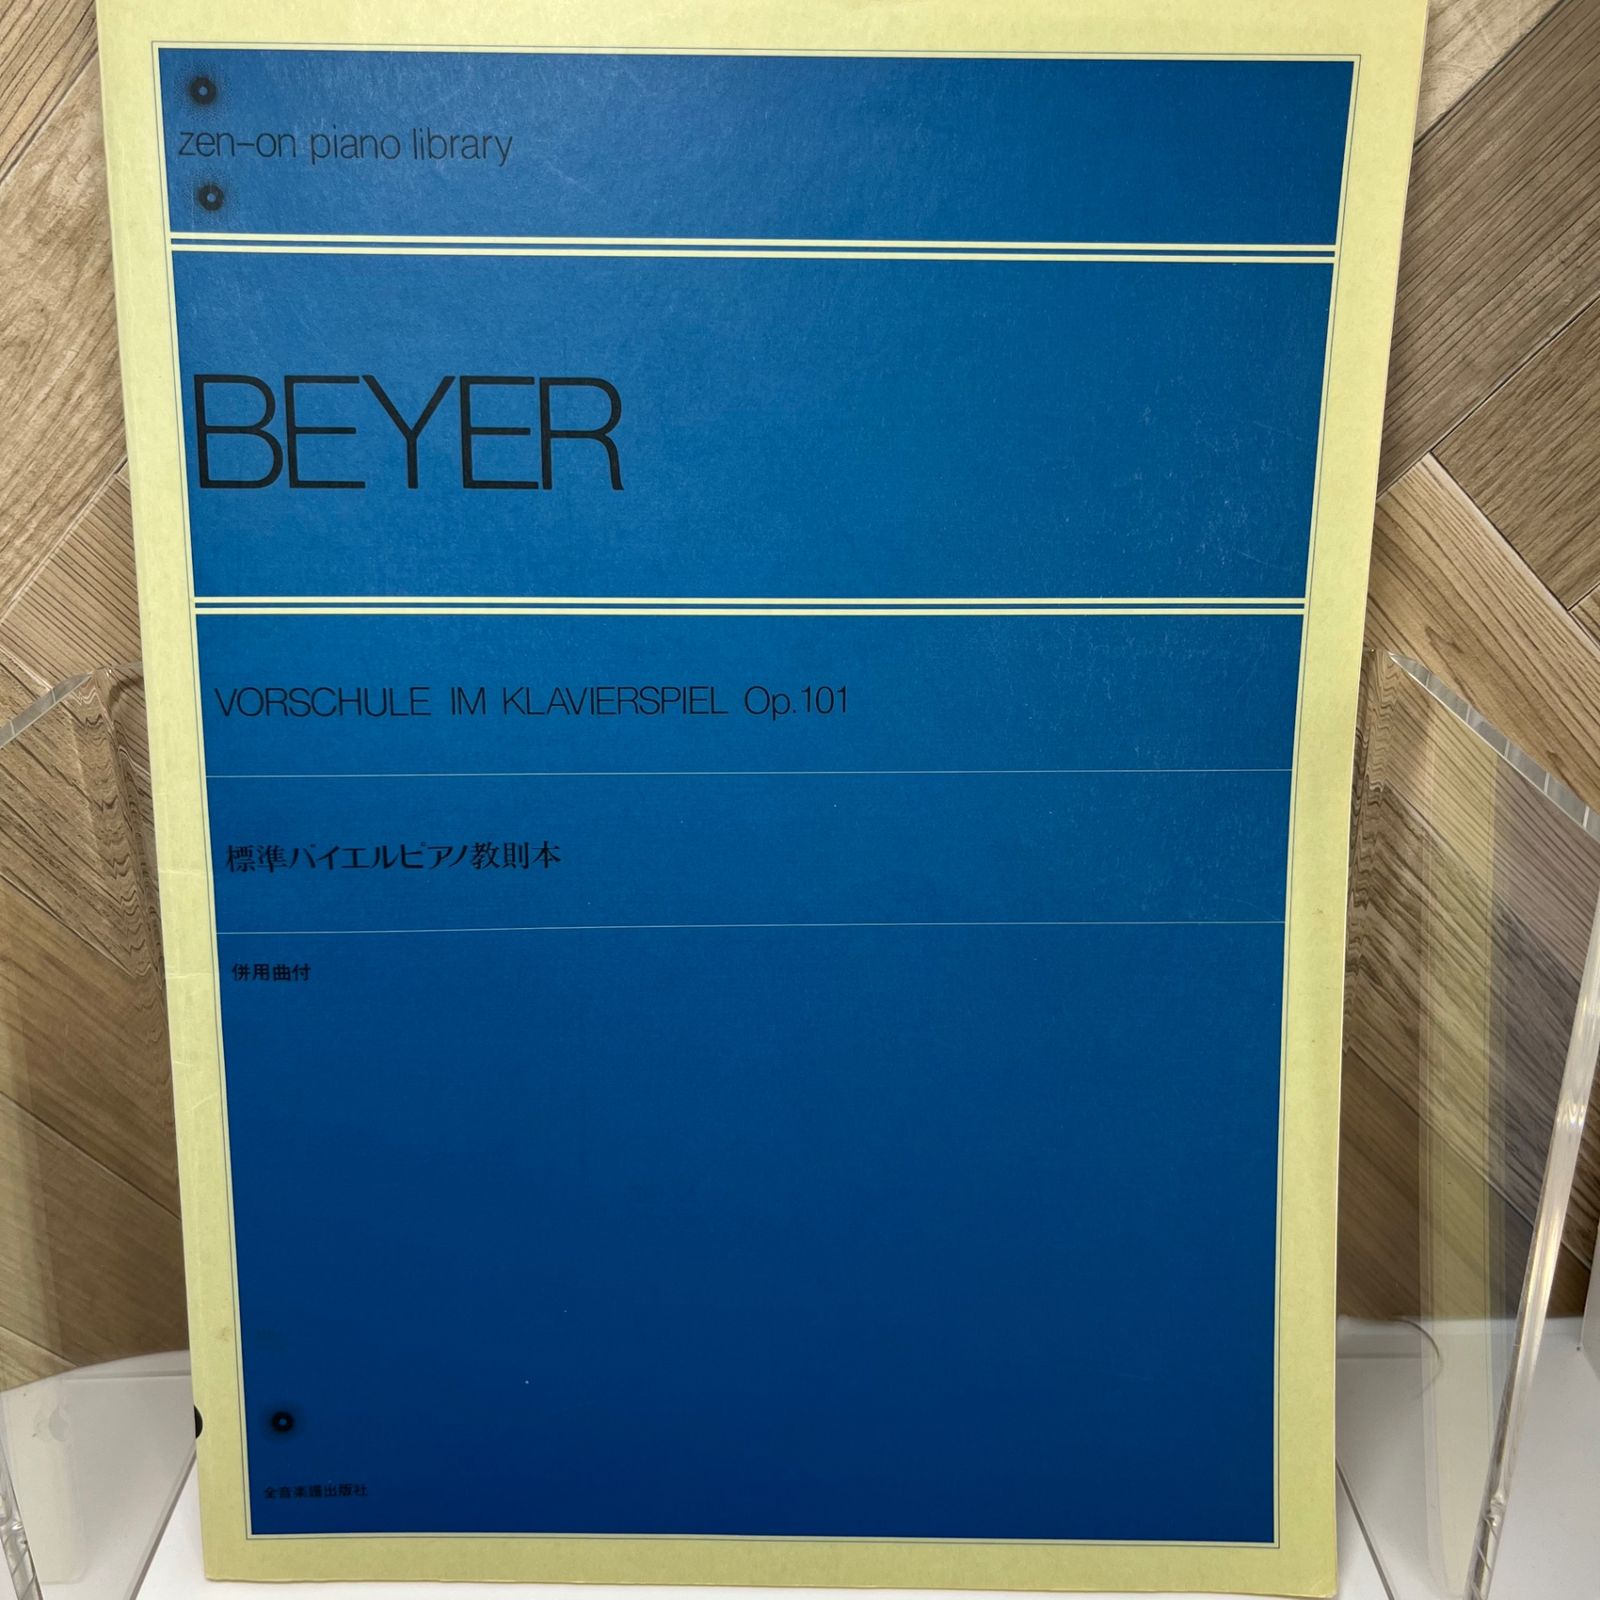 zen-on piano library
BEYER
VORSCHULE IM KLAVIERSPIEL Op.101
標準バイエルピアノ教則本
併用曲付
全音楽譜出版社